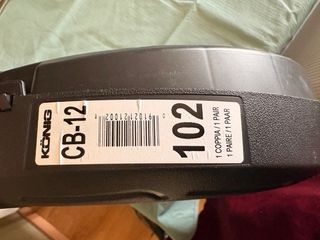 KÖNIG
CB-12
102
1 COPPIA / 1 PAIR
1 PAIRE / 1 PAAR